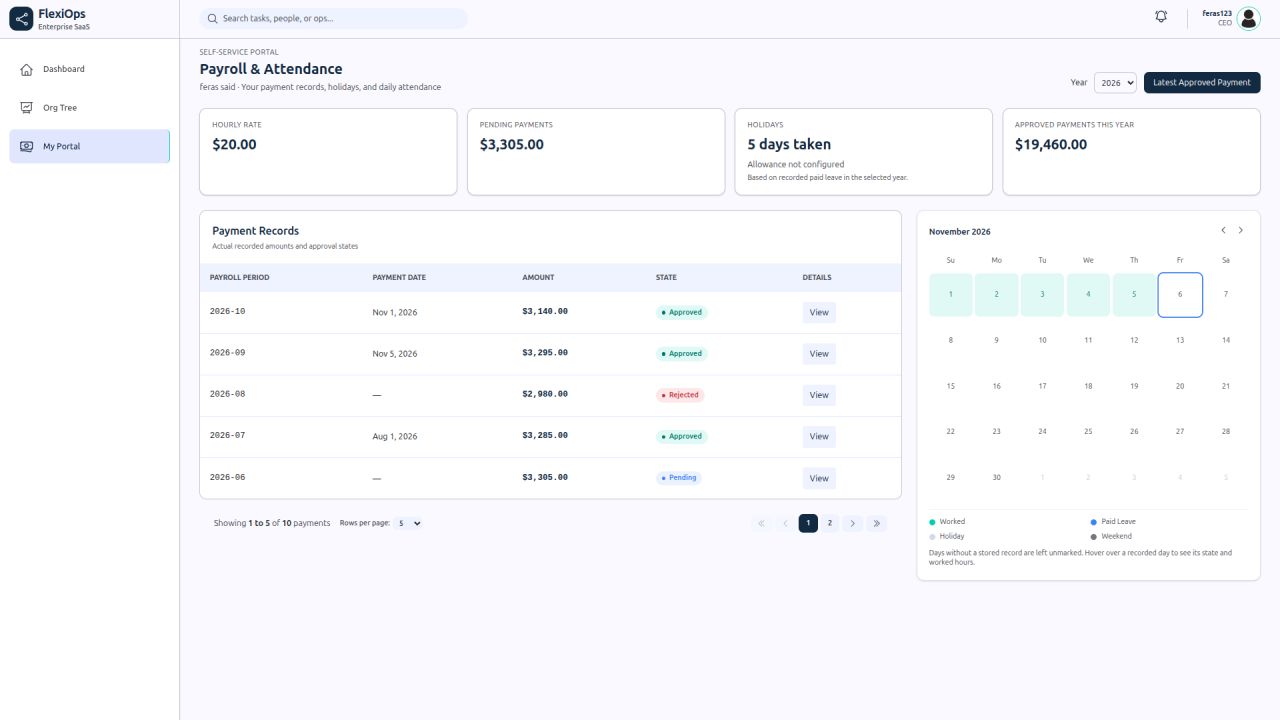 FlexiOps
Enterprise SaaS
Search tasks, people, or ops...
feras123
CEO
Dashboard
Org Tree
My Portal
SELF-SERVICE PORTAL
Payroll & Attendance
feras said · Your payment records, holidays, and daily attendance
Year 2026 Latest Approved Payment
HOURLY RATE
$20.00
PENDING PAYMENTS
$3,305.00
HOLIDAYS
5 days taken
Allowance not configured
Based on recorded paid leave in the selected year.
APPROVED PAYMENTS THIS YEAR
$19,460.00
Payment Records
Actual recorded amounts and approval states
PAYROLL PERIOD PAYMENT DATE AMOUNT STATE DETAILS
2026-10 Nov 1, 2026 $3,140.00 Approved View
2026-09 Nov 5, 2026 $3,295.00 Approved View
2026-08 — $2,980.00 Rejected View
2026-07 Aug 1, 2026 $3,285.00 Approved View
2026-06 — $3,305.00 Pending View
Showing 1 to 5 of 10 payments Rows per page: 5 « ‹ 1 2 › »
November 2026 ‹ ›
Su Mo Tu We Th Fr Sa
1 2 3 4 5 6 7
8 9 10 11 12 13 14
15 16 17 18 19 20 21
22 23 24 25 26 27 28
29 30 1 2 3 4 5
Worked Paid Leave
Holiday Weekend
Days without a stored record are left unmarked. Hover over a recorded day to see its state and
worked hours.